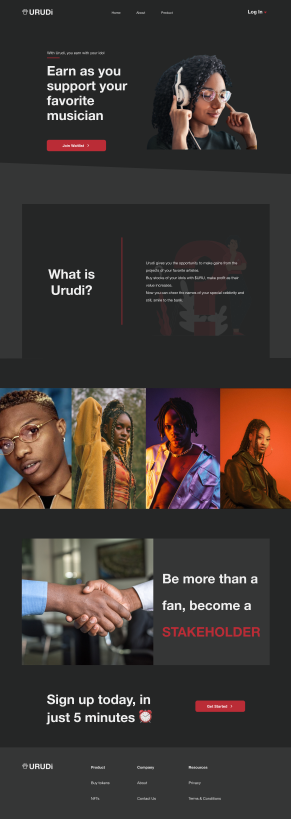 URUDi
Home About Product Log In
With Urudi, you earn with your idol
Earn as you
support your
favorite
musician
Join Waitlist
What is
Urudi?
Urudi gives you the opportunity to make gains from the
projects of your favorite artistes.
Buy stocks of your idols with EURU, make profit as their
value increases.
Now you can cheer the names of your special celebrity and
still smile to the bank.
Be more than a
fan, become a
STAKEHOLDER
Sign up today, in
just 5 minutes ⏰
Get Started
URUDi
Product Company Resources
Buy tokens About Privacy
NFTs Contact Us Terms & Conditions